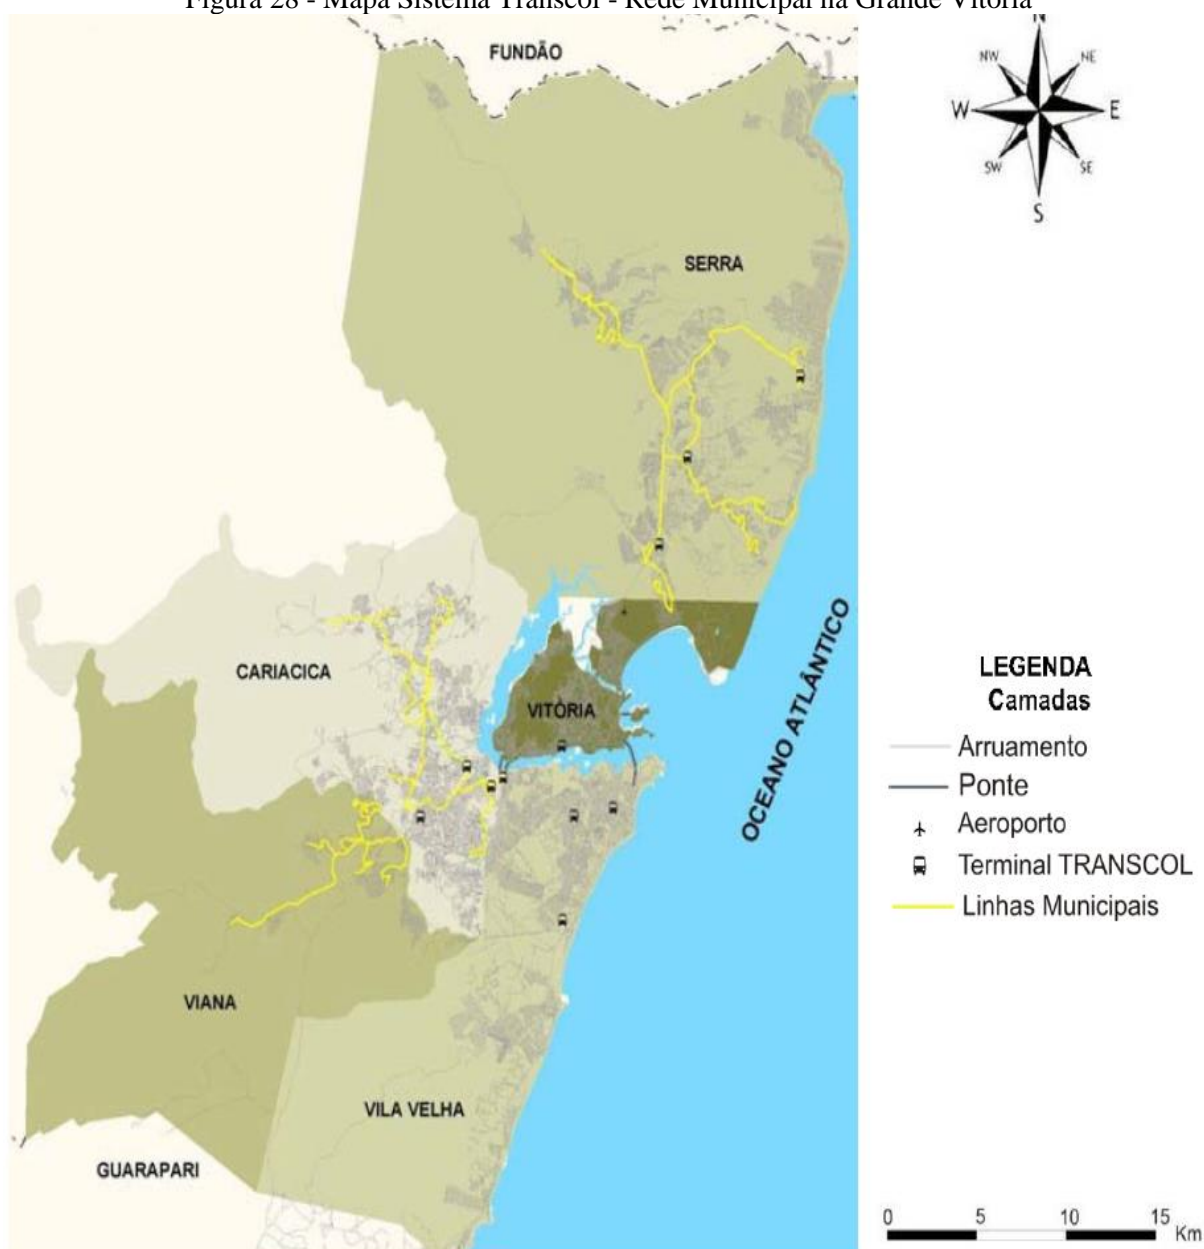 Figura 28 - Mapa Sistema Transcol - Rede Municipal na Grande Vitória
N
FUNDÃO
NW
NE
W
E
SW
SE
S
SERRA
CARIACICA
VITÓRIA
OCEANO ATLÂNTICO
LEGENDA
Camadas
Arruamento
Ponte
Aeroporto
Terminal TRANSCOL
Linhas Municipais
VIANA
VILA VELHA
GUARAPARI
0 5 10 15
Km